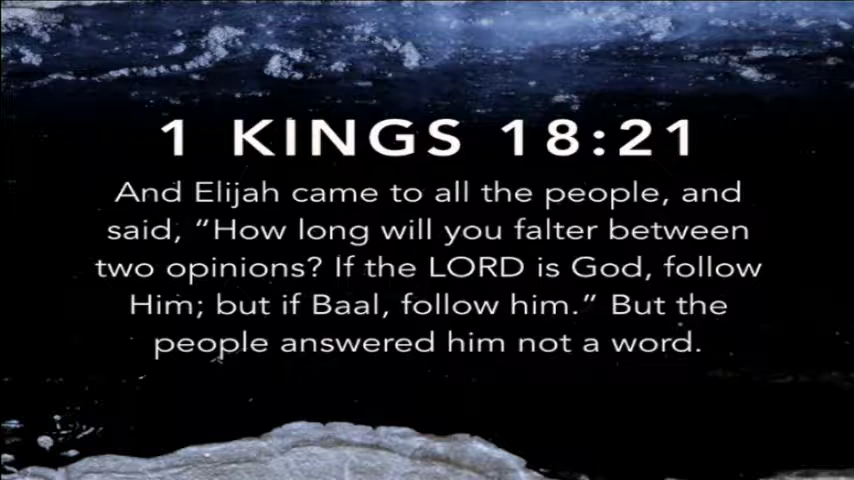 1 KINGS 18:21
And Elijah came to all the people, and
said, “How long will you falter between
two opinions? If the LORD is God, follow
Him; but if Baal, follow him.” But the
people answered him not a word.